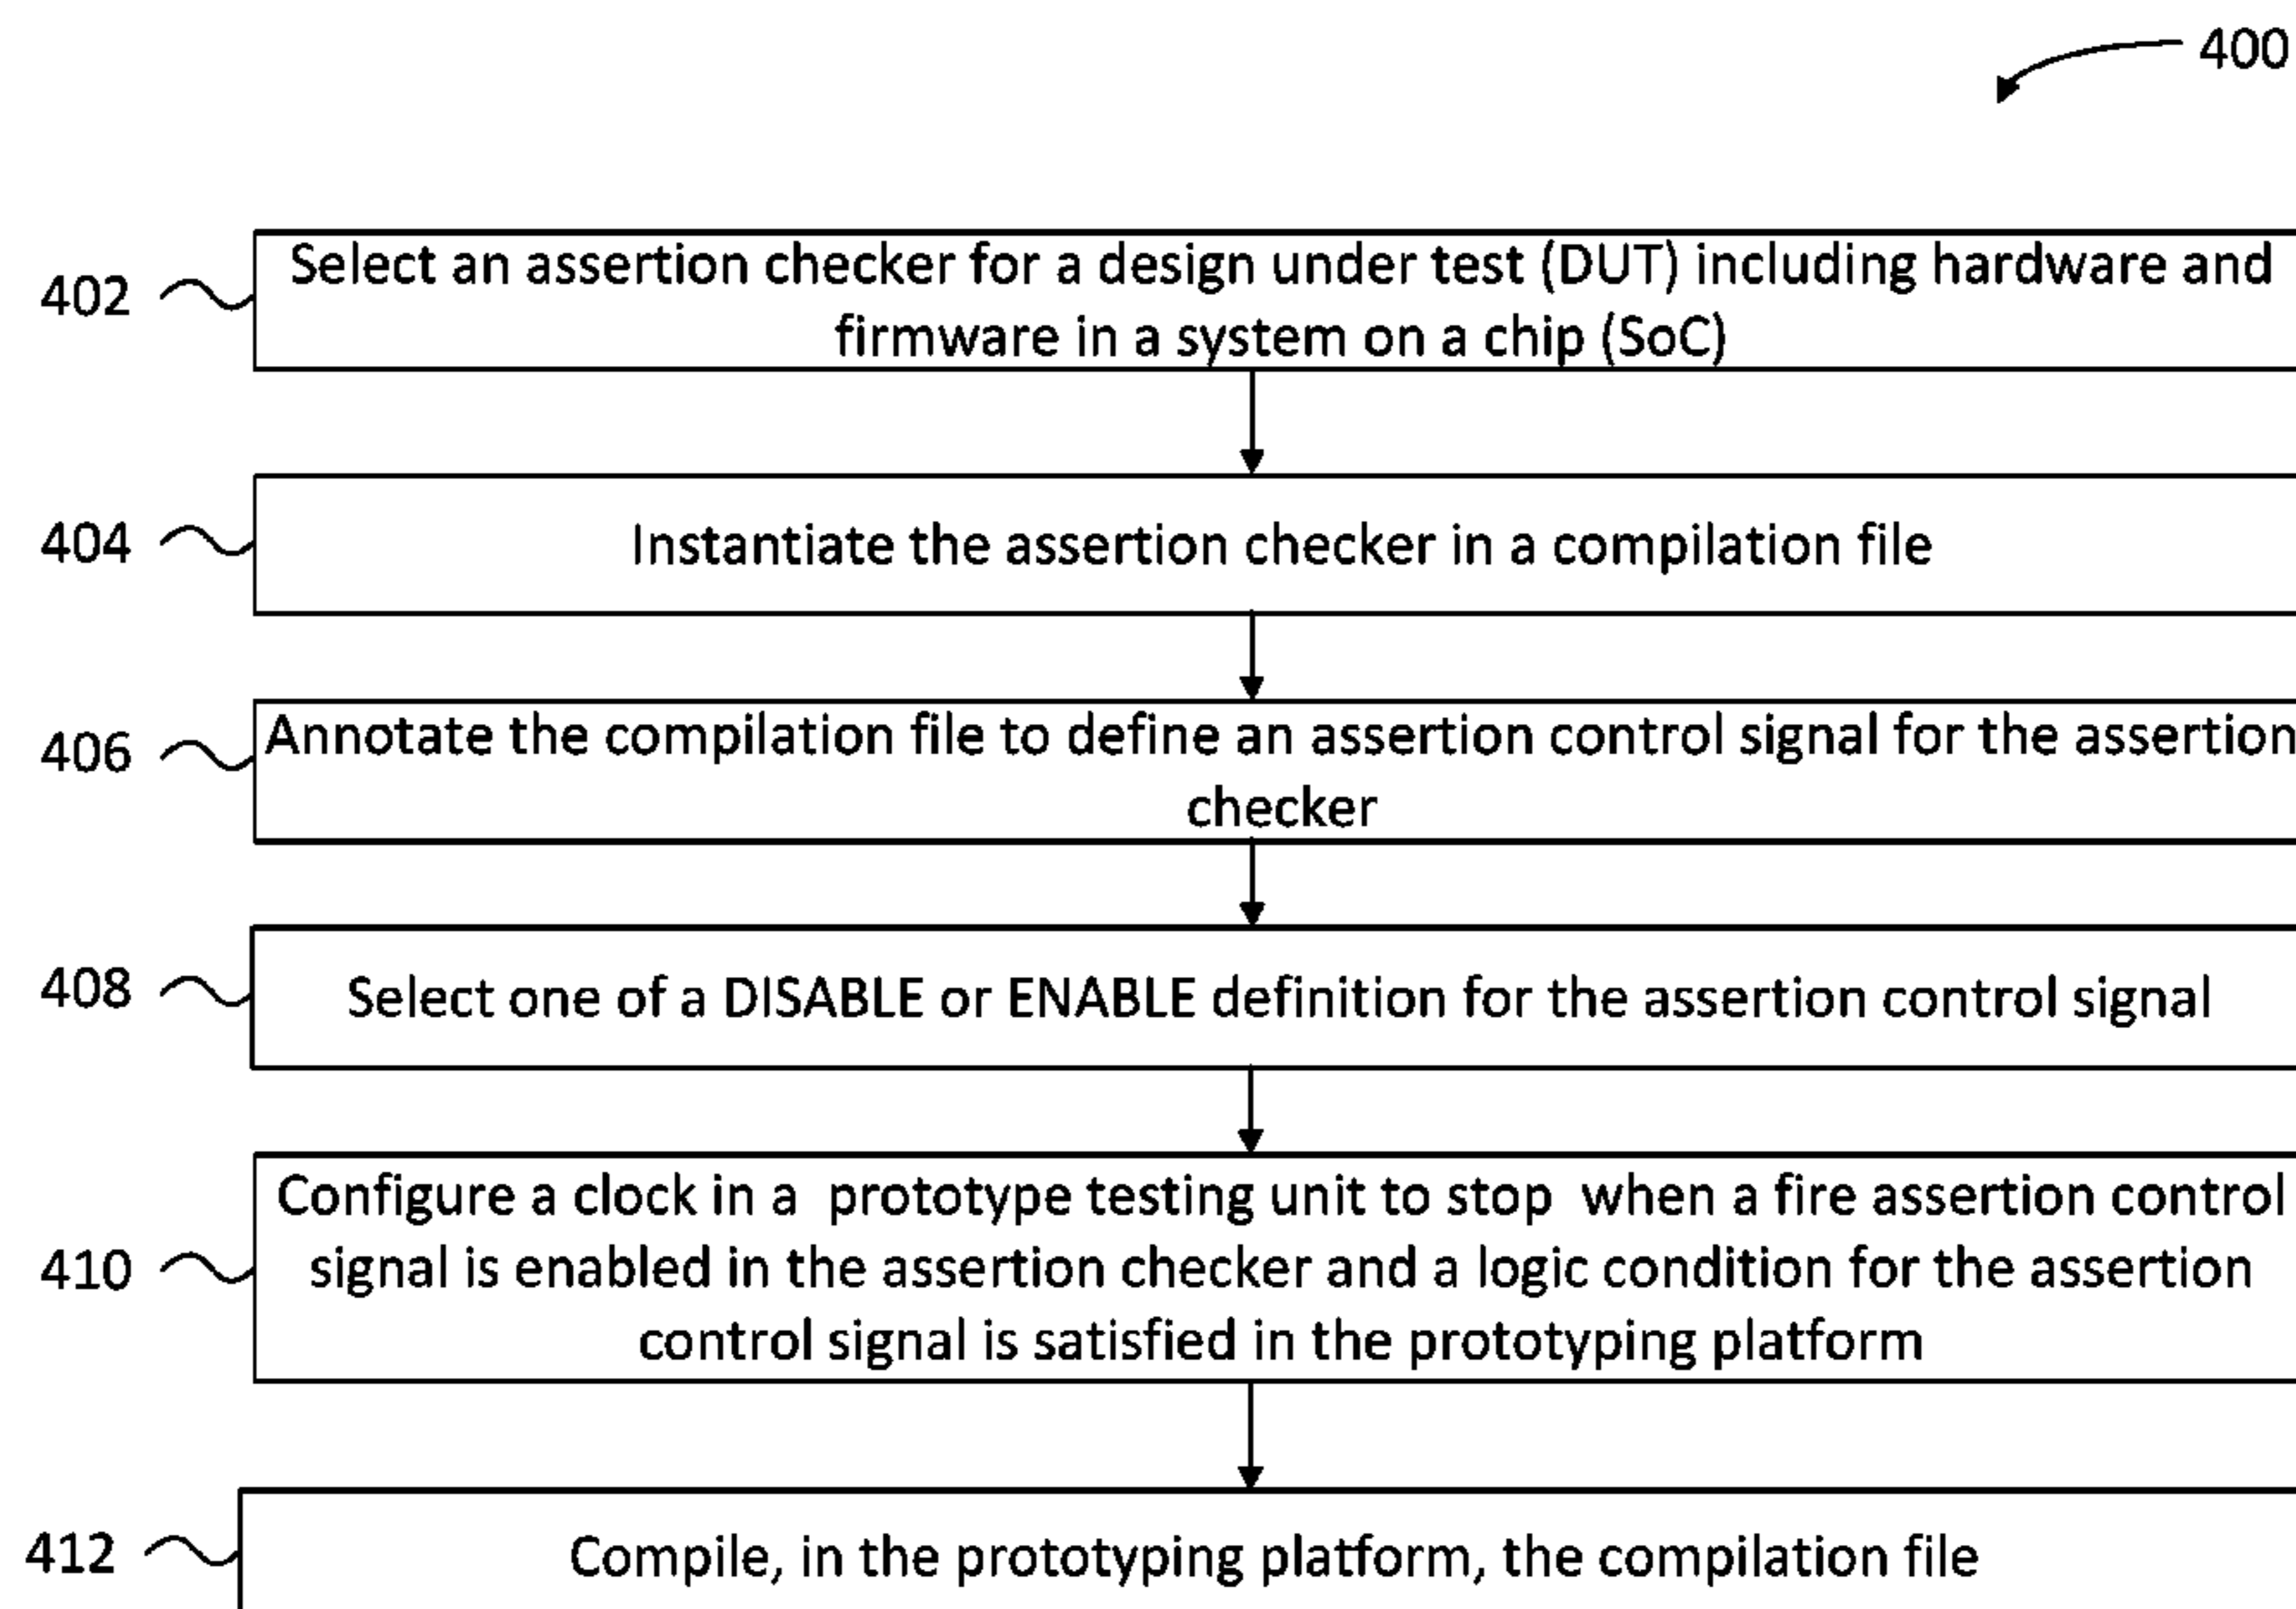 400
402
Select an assertion checker for a design under test (DUT) including hardware and
firmware in a system on a chip (SoC)
404
Instantiate the assertion checker in a compilation file
406
Annotate the compilation file to define an assertion control signal for the assertion
checker
408
Select one of a DISABLE or ENABLE definition for the assertion control signal
410
Configure a clock in a prototype testing unit to stop when a fire assertion control
signal is enabled in the assertion checker and a logic condition for the assertion
control signal is satisfied in the prototyping platform
412
Compile, in the prototyping platform, the compilation file